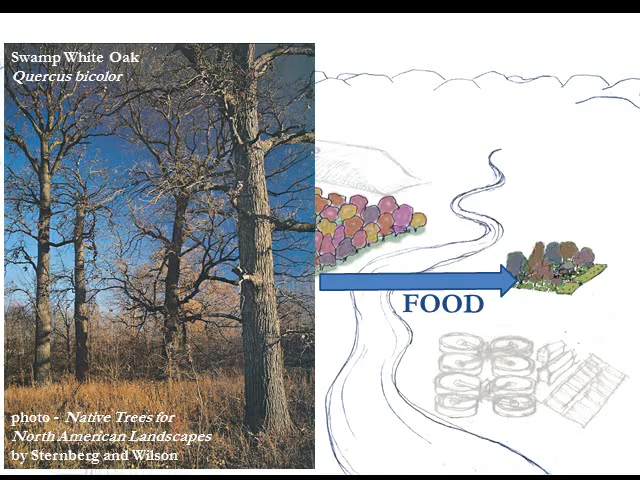 Swamp White Oak
Quercus bicolor
FOOD
photo - Native Trees for
North American Landscapes
by Sternberg and Wilson